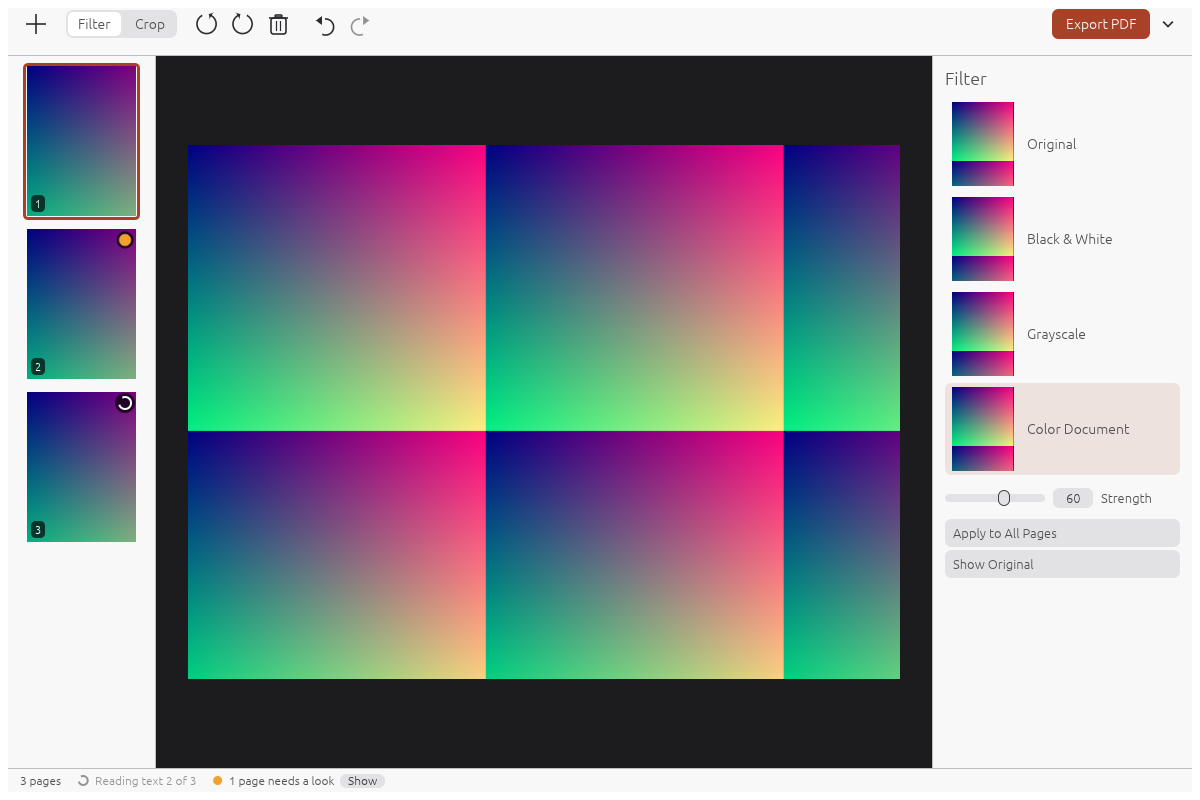 Filter Crop Export PDF
Filter
1
Original
Black & White
2
Grayscale
3
Color Document
60 Strength
Apply to All Pages
Show Original
3 pages Reading text 2 of 3 1 page needs a look Show